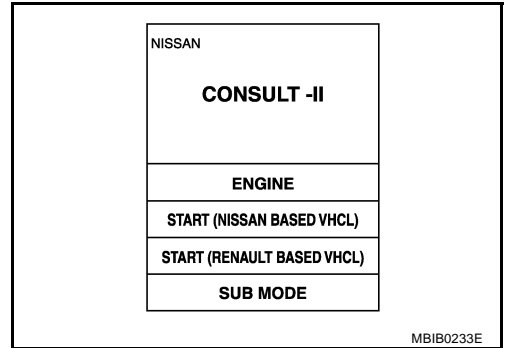 NISSAN
CONSULT -II
ENGINE
START (NISSAN BASED VHCL)
START (RENAULT BASED VHCL)
SUB MODE
MBIB0233E